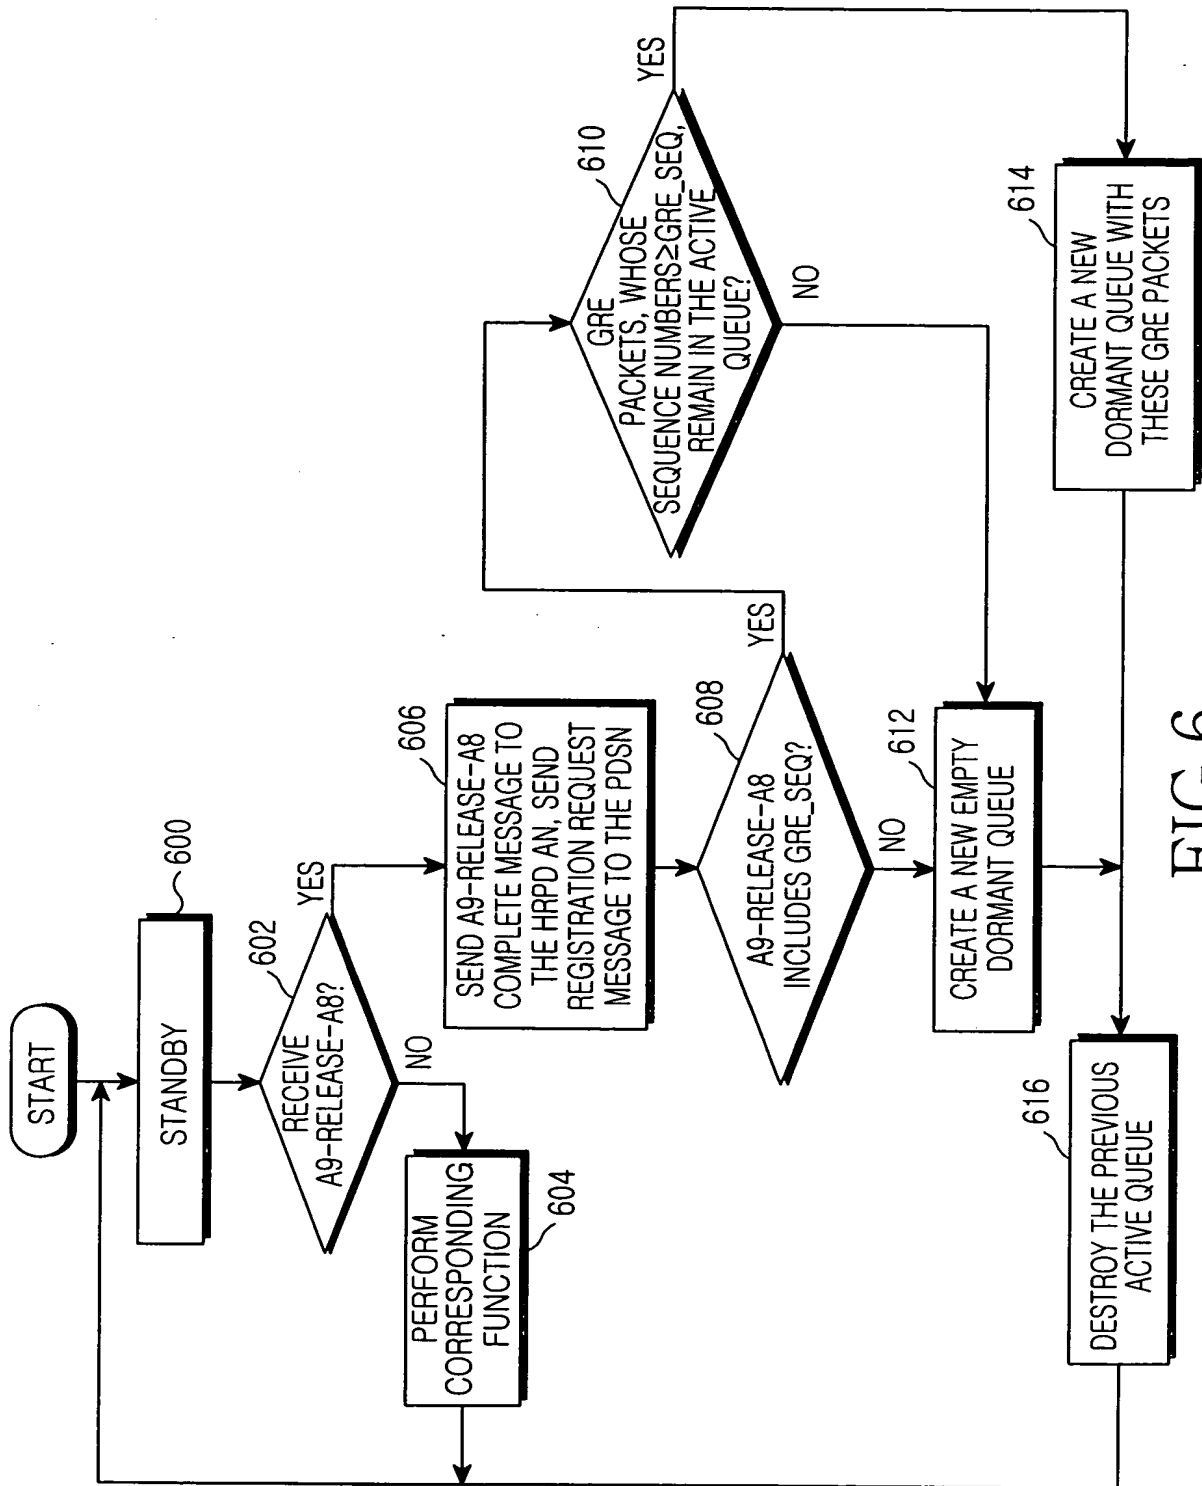 START
600
STANDBY
602
RECEIVE
A9-RELEASE-A8?
YES
NO
PERFORM
CORRESPONDING
FUNCTION
604
606
SEND A9-RELEASE-A8
COMPLETE MESSAGE TO
THE HRPD AN, SEND
REGISTRATION REQUEST
MESSAGE TO THE PDSN
608
A9-RELEASE-A8
INCLUDES GRE_SEQ?
YES
NO
610
GRE
PACKETS, WHOSE
SEQUENCE NUMBERS≥GRE_SEQ,
REMAIN IN THE ACTIVE
QUEUE?
YES
NO
612
CREATE A NEW EMPTY
DORMANT QUEUE
614
CREATE A NEW
DORMANT QUEUE WITH
THESE GRE PACKETS
616
DESTROY THE PREVIOUS
ACTIVE QUEUE
FIG.6